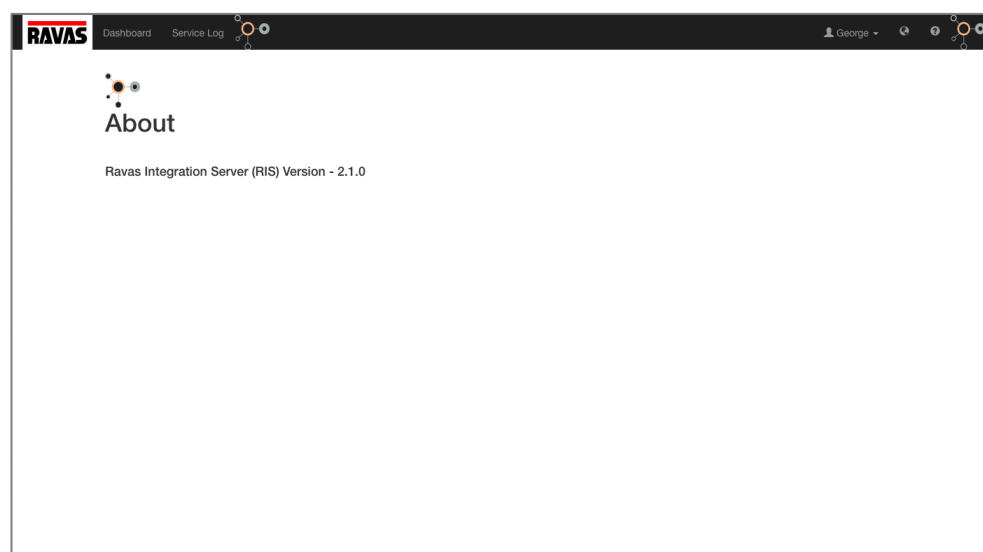 RAVAS Dashboard Service Log George
About
Ravas Integration Server (RIS) Version - 2.1.0